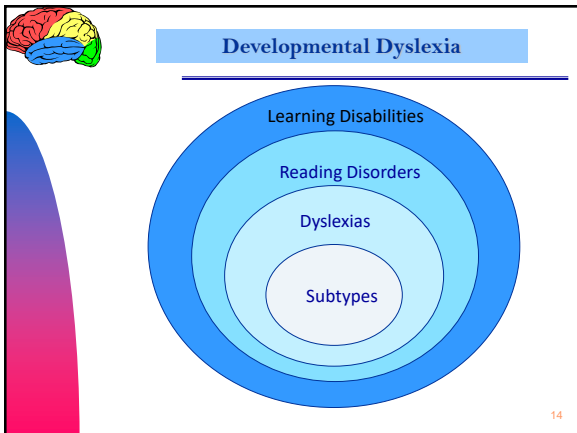 Developmental Dyslexia
Learning Disabilities
Reading Disorders
Dyslexias
Subtypes
14